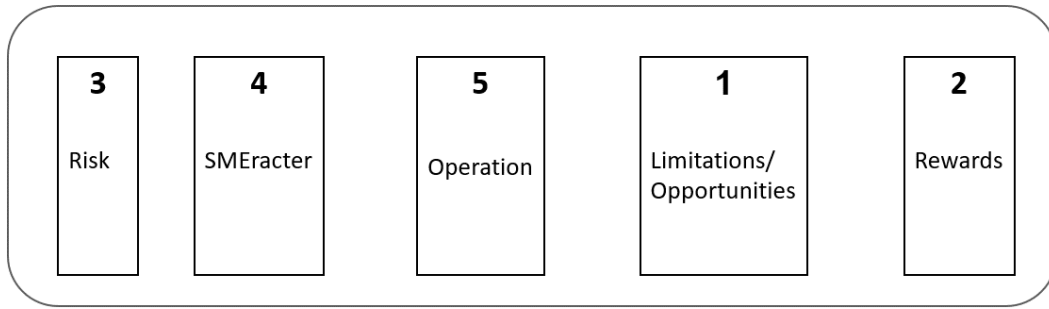 3
Risk
4
SMEracter
5
Operation
1
Limitations/
Opportunities
2
Rewards